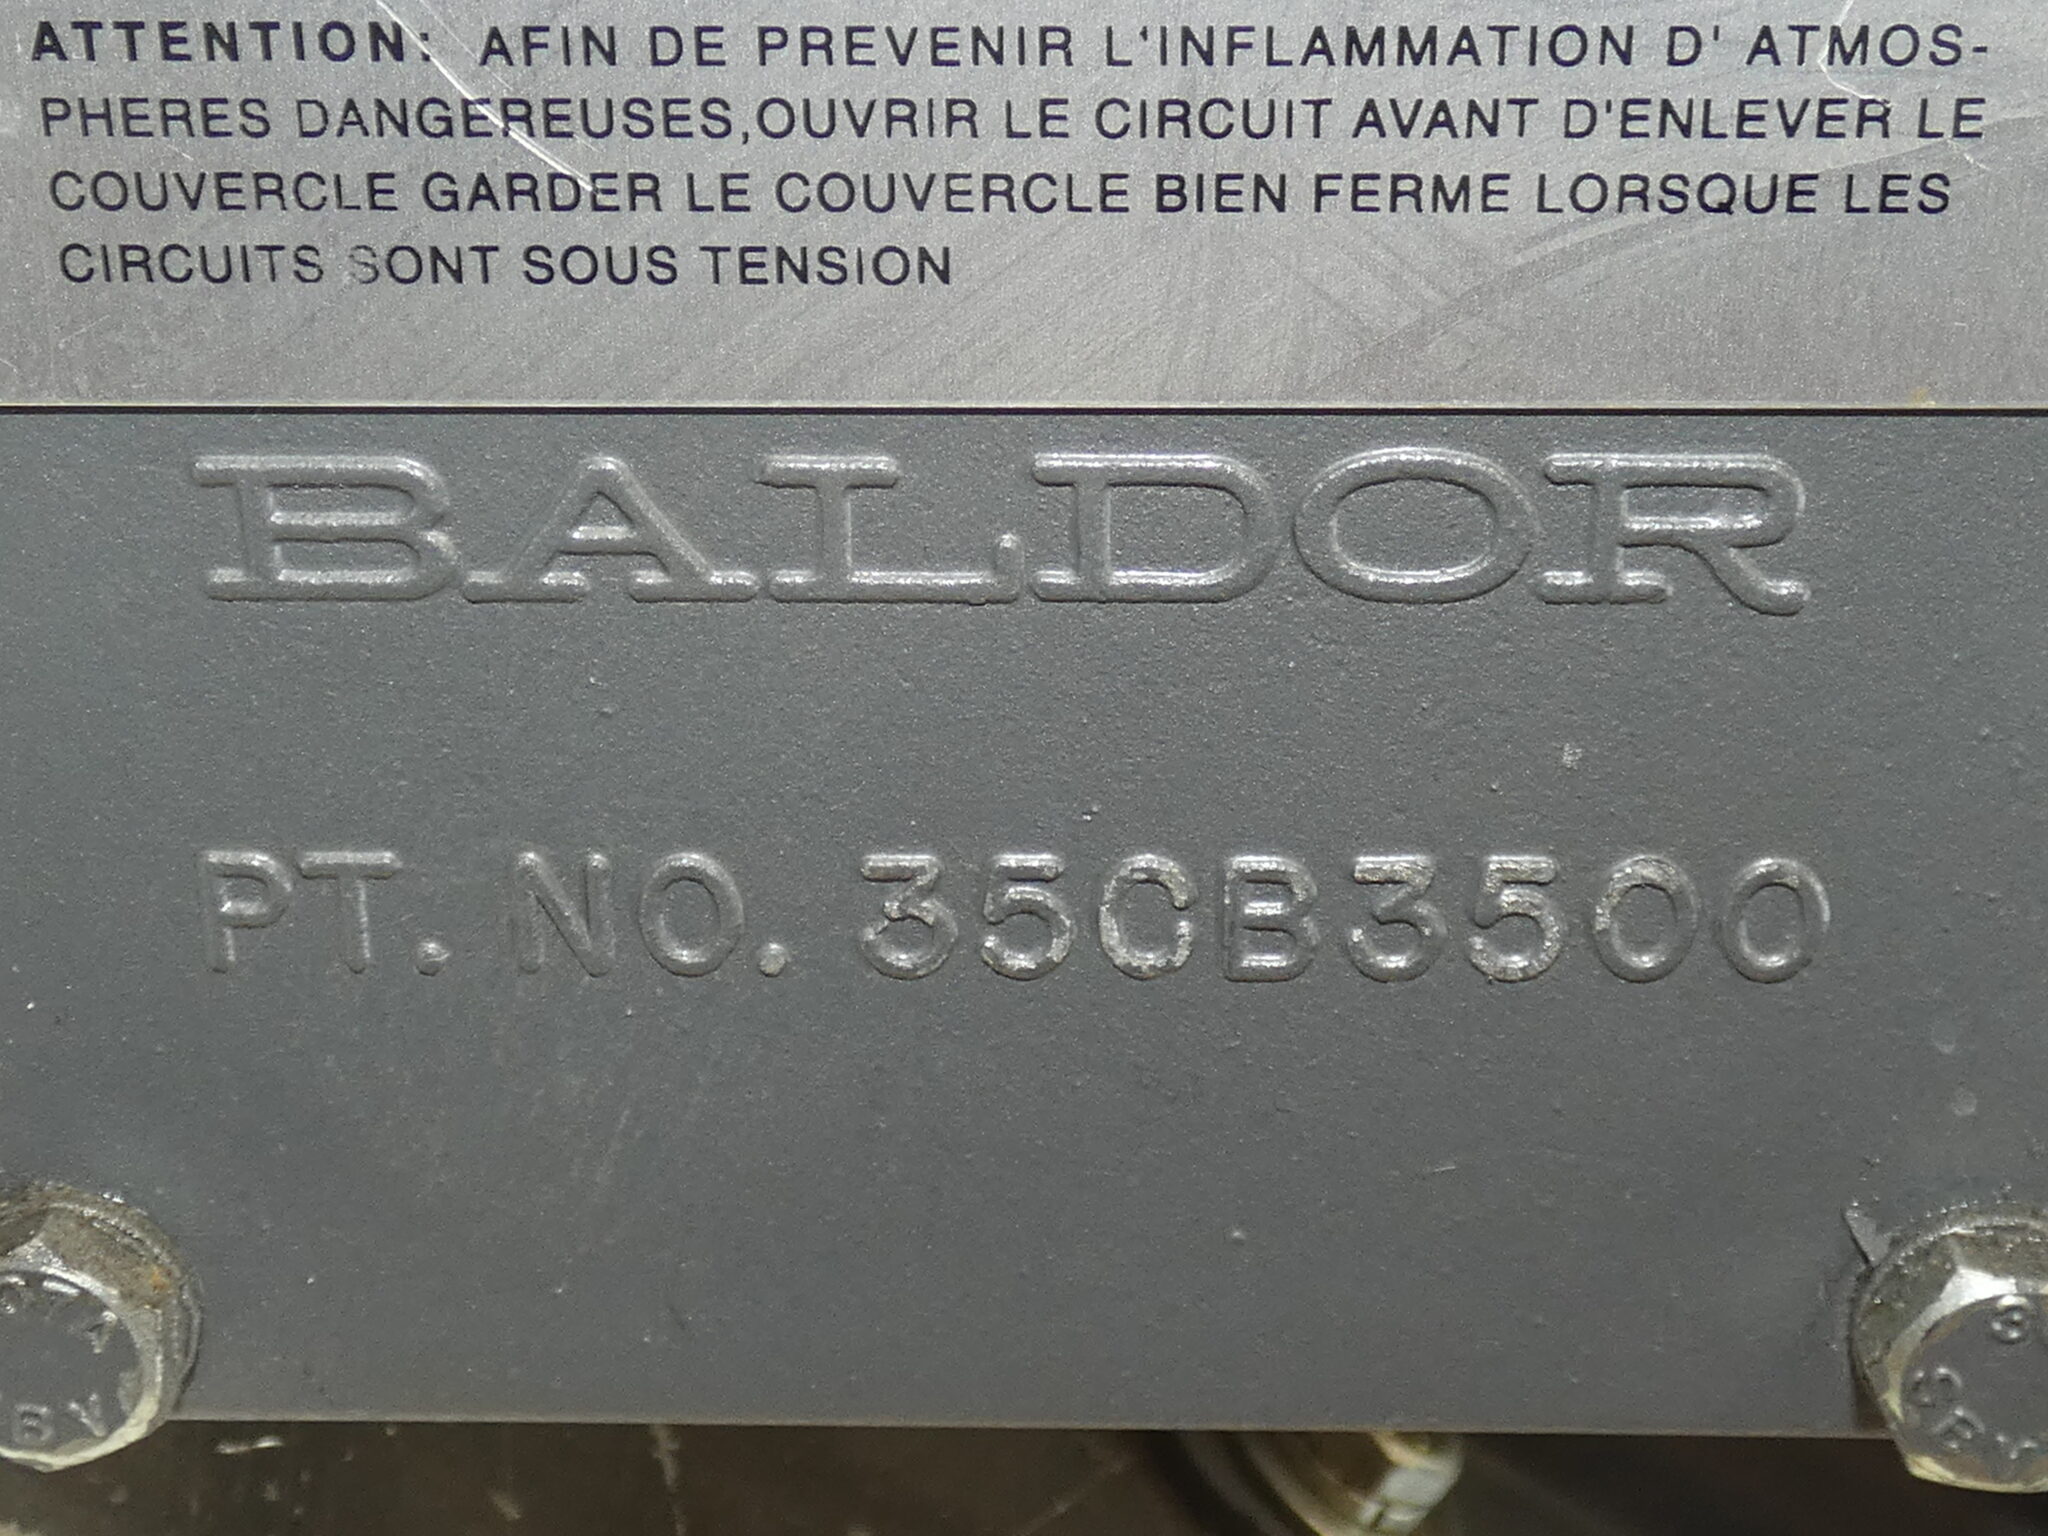 ATTENTION: AFIN DE PREVENIR L'INFLAMMATION D' ATMOS-
PHERES DANGEREUSES,OUVRIR LE CIRCUIT AVANT D'ENLEVER LE
COUVERCLE GARDER LE COUVERCLE BIEN FERME LORSQUE LES
CIRCUITS SONT SOUS TENSION
BALDOR
PT. NO. 35CB3500